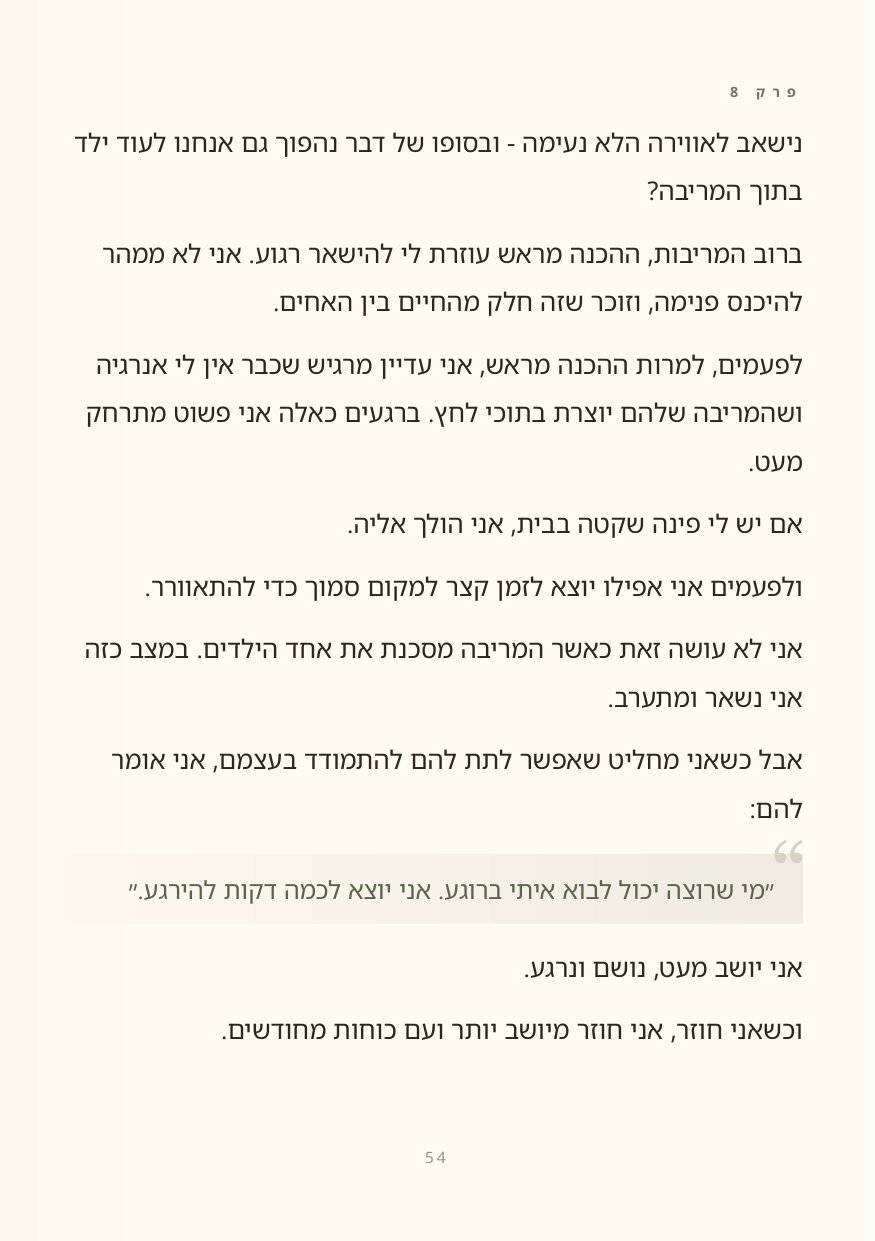 פרק 8
נישאב לאווירה הלא נעימה - ובסופו של דבר נהפוך גם אנחנו לעוד ילד
בתוך המריבה?
ברוב המריבות, ההכנה מראש עוזרת לי להישאר רגוע. אני לא ממהר
להיכנס פנימה, וזוכר שזה חלק מהחיים בין האחים.
לפעמים, למרות ההכנה מראש, אני עדיין מרגיש שכבר אין לי אנרגיה
ושהמריבה שלהם יוצרת בתוכי לחץ. ברגעים כאלה אני פשוט מתרחק
מעט.
אם יש לי פינה שקטה בבית, אני הולך אליה.
ולפעמים אני אפילו יוצא לזמן קצר למקום סמוך כדי להתאוורר.
אני לא עושה זאת כאשר המריבה מסכנת את אחד הילדים. במצב כזה
אני נשאר ומתערב.
אבל כשאני מחליט שאפשר לתת להם להתמודד בעצמם, אני אומר
להם:
״מי שרוצה יכול לבוא איתי ברוגע. אני יוצא לכמה דקות להירגע.״
אני יושב מעט, נושם ונרגע.
וכשאני חוזר, אני חוזר מיושב יותר ועם כוחות מחודשים.
54